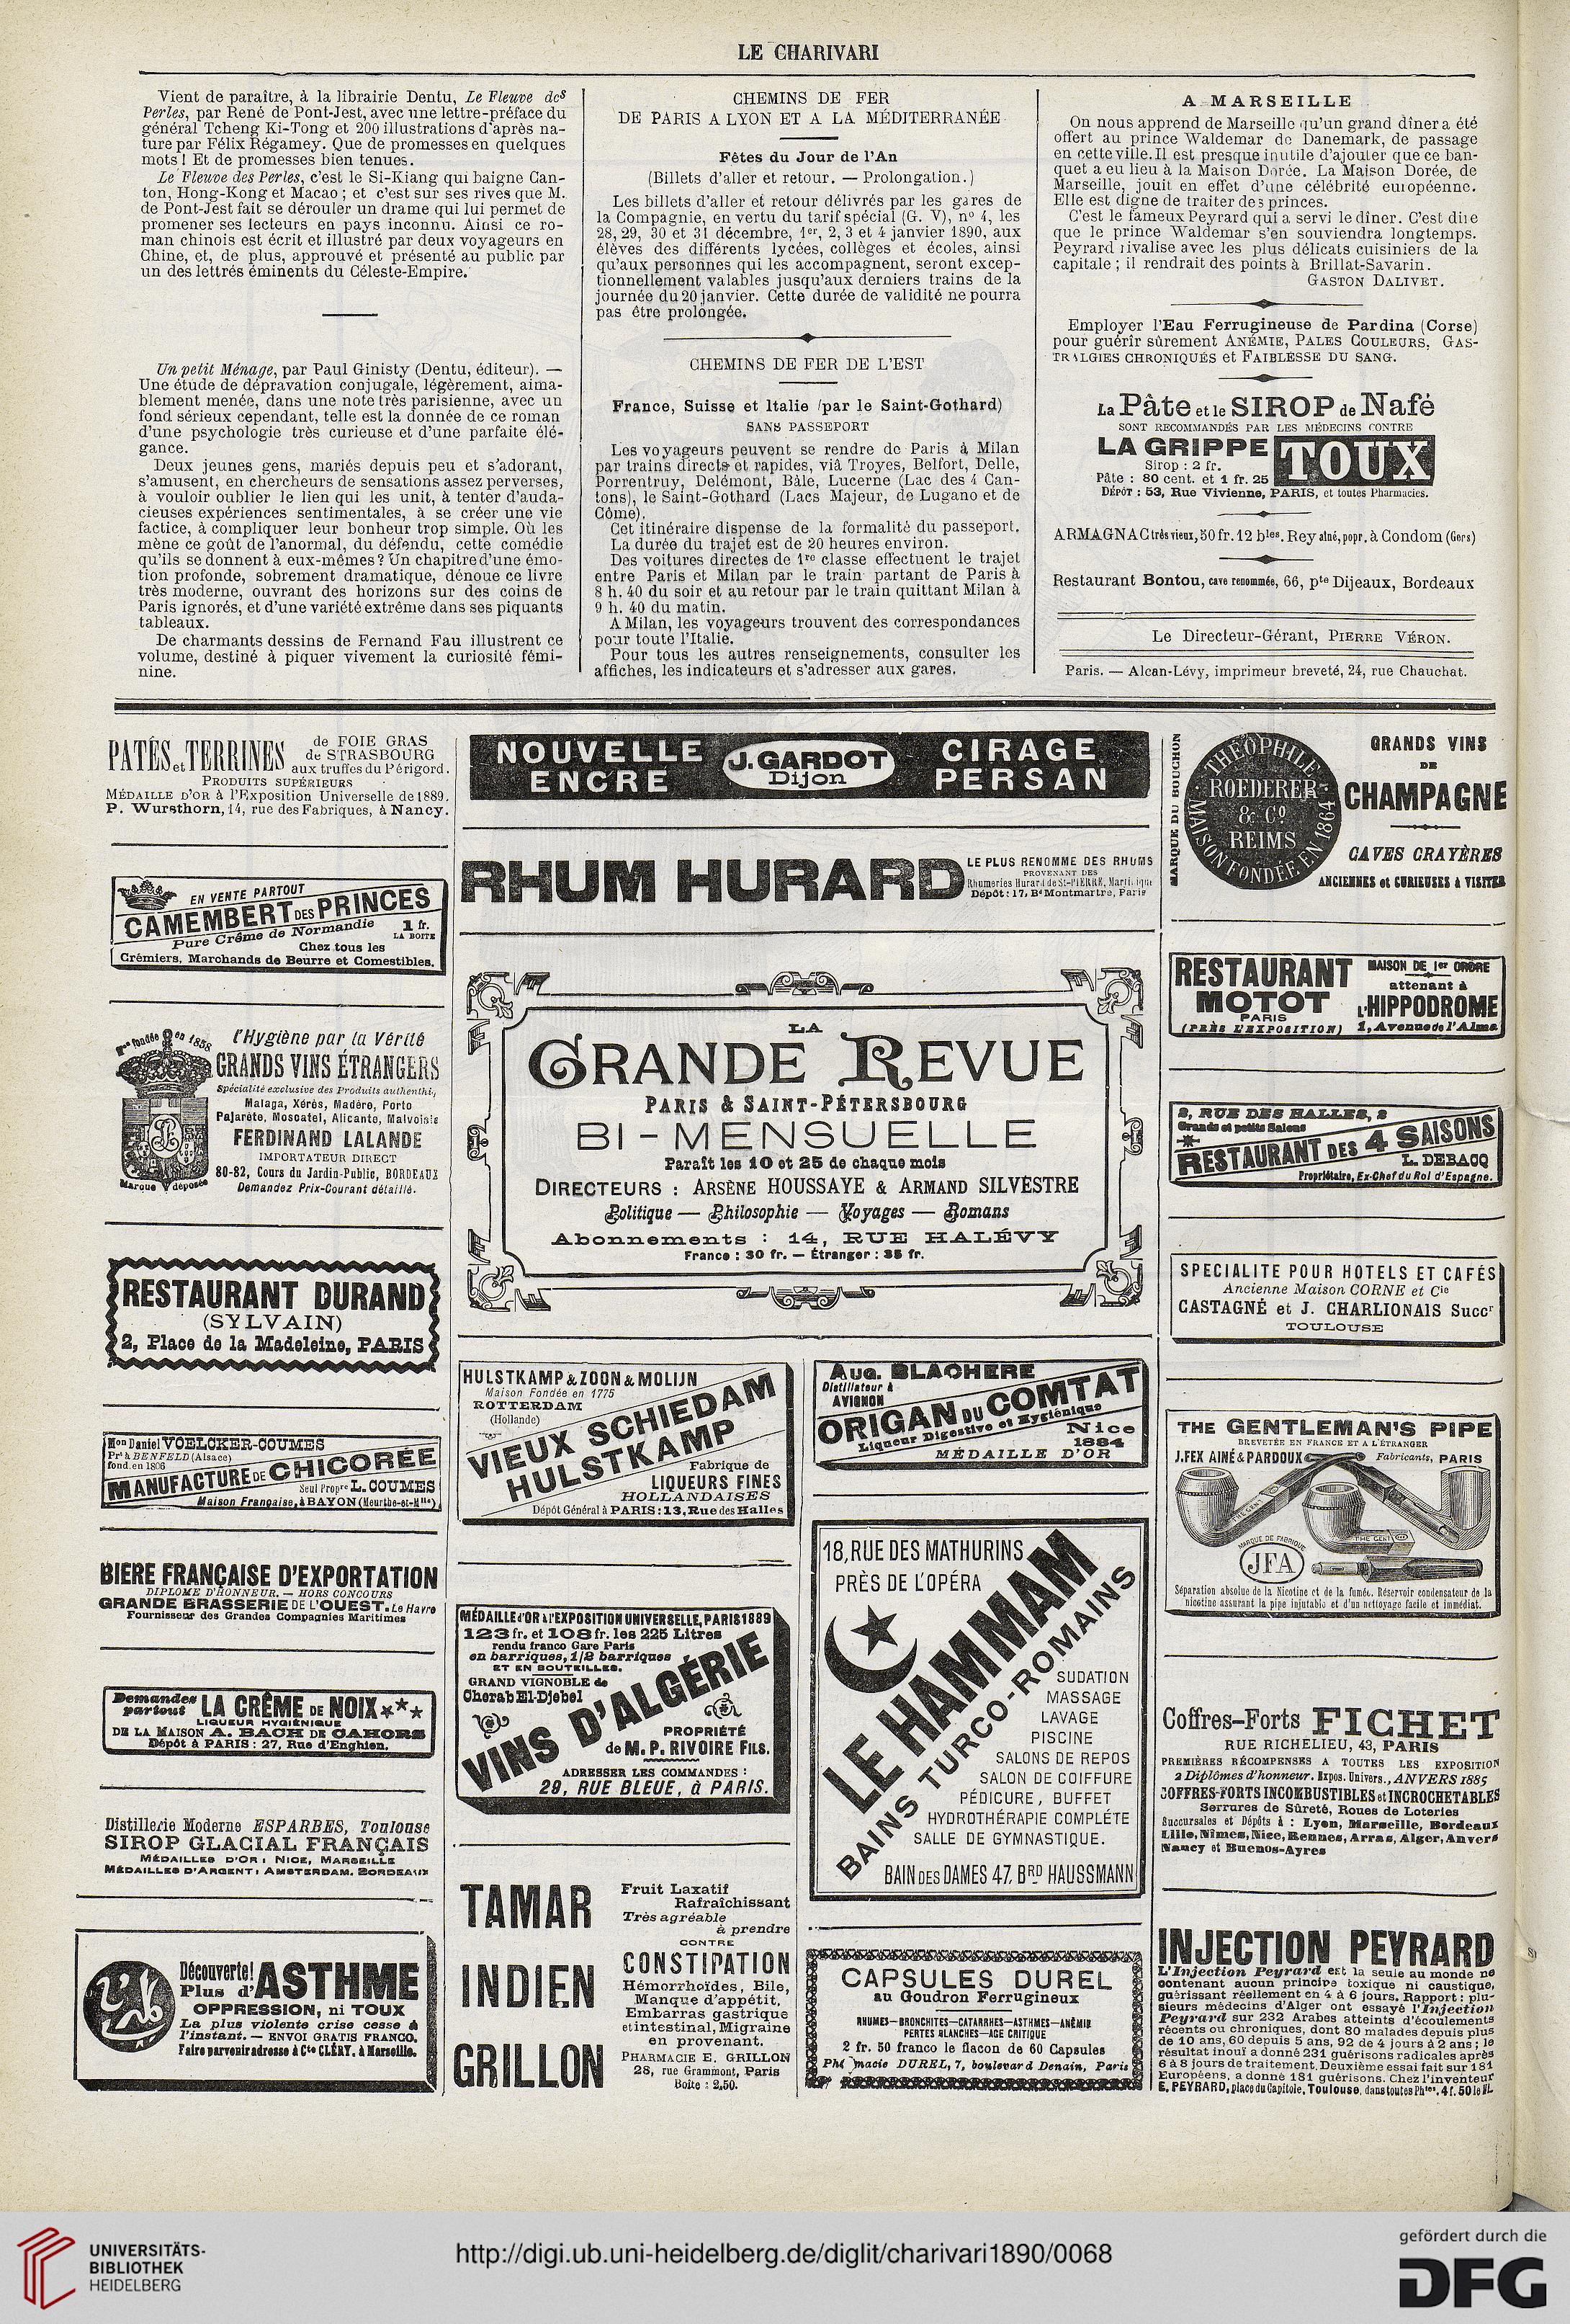 LE CHARIVARI
Vient de paraître, à la librairie Dentu, Le Fleuve des
Perles, par René de Pont-Jest, avec une lettre-préface du
général Tcheng Ki-Tong et 200 illustrations d'après na-
ture par Félix Régamey. Que de promesses en quelques
mots ! Et de promesses bien tenues.
Le Fleuve des Perles, c'est le Si-Kiang qui baigne Can-
ton, Hong-Kong et Macao ; et c'est sur ses rives que M.
de Pont-Jest fait se dérouler un drame qui lui permet de
promener ses lecteurs en pays inconnu. Ainsi ce ro-
man chinois est écrit et illustré par deux voyageurs en
Chine, et, de plus, approuvé et présenté au public par
un des lettrés éminents du Céleste-Empire.
Un petit Ménage, par Paul Ginisty (Dentu, éditeur). —
Une étude de dépravation conjugale, légèrement, aima-
blement menée, dans une note très parisienne, avec un
fond sérieux cependant, telle est la donnée de ce roman
d'une psychologie très curieuse et d'une parfaite élé-
gance.
Deux jeunes gens, mariés depuis peu et s'adorant,
s'amusent, en chercheurs de sensations assez perverses,
à vouloir oublier le lien qui les unit, à tenter d'auda-
cieuses expériences sentimentales, à se créer une vie
factice, à compliquer leur bonheur trop simple. Où les
mène ce goût de l'anormal, du défendu, cette comédie
qu'ils se donnent à eux-mêmes ? Un chapitre d'une émo-
tion profonde, sobrement dramatique, dénoue ce livre
très moderne, ouvrant des horizons sur des coins de
Paris ignorés, et d'une variété extrême dans ses piquants
tableaux.
De charmants dessins de Fernand Fau illustrent ce
volume, destiné à piquer vivement la curiosité fémi-
nine.
CHEMINS DE FER
DE PARIS A LYON ET A LA MÉDITERRANÉE
Fêtes du Jour de l'An
(Billets d'aller et retour. — Prolongation.)
Les billets d'aller et retour délivrés par les gares de
la Compagnie, en vertu du tarif spécial (G. V), n° 4, les
28, 29, 30 et 31 décembre, 1er, 2, 3 et 4 janvier 1890, aux
élèves des différents lycées, collèges et écoles, ainsi
qu'aux personnes qui les accompagnent, seront excep-
tionnellement valables jusqu'aux derniers trains de la
journée du 20 janvier. Cette durée de validité ne pourra
pas être prolongée.
CHEMINS DE FER DE L'EST
France, Suisse et Italie (par le Saint-Gothard)
SANS PASSEPORT
Les voyageurs peuvent se rendre de Paris à Milan
par trains directs et rapides, viâ Troyes, Belfort, Delle,
Porrentruy, Delémont, Bâle, Lucerne (Lac des 4 Can-
tons), le Saint-Gothard (Lacs Majeur, de Lugano et de
Côme).
Cet itinéraire dispense de la formalité du passeport.
La durée du trajet est de 20 heures environ.
Des voitures directes de 1re classe effectuent le trajet
entre Paris et Milan par le train partant de Paris à
8 h. 40 du soir et au retour par le train quittant Milan à
9 h. 40 du matin.
A Milan, les voyageurs trouvent des correspondances
pour toute l'Italie.
Pour tous les autres renseignements, consulter les
affiches, les indicateurs et s'adresser aux gares.
A MARSEILLE
On nous apprend de Marseille qu'un grand dîner a été
offert au prince Waldemar de Danemark, de passage
en cette ville. Il est presque inutile d'ajouter que ce ban-
quet a eu lieu à la Maison Dorée. La Maison Dorée, de
Marseille, jouit en effet d'une célébrité européenne.
Elle est digne de traiter des princes.
C'est le fameux Peyrard qui a servi le dîner. C'est dire
que le prince Waldemar s'en souviendra longtemps.
Peyrard rivalise avec les plus délicats cuisiniers de la
capitale ; il rendrait des points à Brillat-Savarin.
GASTON DALIVET.
Employer l'Eau Ferrugineuse de Pardina (Corse)
pour guérir sûrement ANÉMIE, PALES COULEURS, GAS-
TRALGIES CHRONIQUES et FAIBLESSE DU SANG.
La Pâte et le SIROP de Nafé
SONT RECOMMANDÉS PAR LES MÉDECINS CONTRE
LA GRIPPE TOUX
Sirop : 2 fr.
Pâte : 80 cent. et 1 fr. 25
DÉPOT : 53, Rue Vivienne, PARIS, et toutes Pharmacies.
ARMAGNAC très vieux, 50 fr. 12 bles. Rey aîné, popr. à Condom (Gers)
Restaurant Bontou, cave renommée, 66, pte Dijeaux, Bordeaux
Le Directeur-Gérant, PIERRE VÉRON.
Paris. — Alcan-Lévy, imprimeur breveté, 24, rue Chauchat.
PATÉS et TERRINES de FOIE GRAS
de STRASBOURG
aux truffes du Périgord.
PRODUITS SUPÉRIEURS
MÉDAILLE D'OR à l'Exposition Universelle de 1889.
P. Wursthorn, 14, rue des Fabriques, à Nancy.
EN VENTE PARTOUT
CAMEMBERT DES PRINCES
Pure Crême de Normandie 1 fr.
LA BOITE
Chez tous les
Crémiers, Marchands de Beurre et Comestibles.
Mon fondée en 1858
l'Hygiène par la Vérité
GRANDS VINS ÉTRANGERS
Spécialité exclusive des Produits authenthi.
Malaga, Xérès, Madère, Porto
Pajarète, Moscatel, Alicante, Malvoisie
FERDINAND LALANDE
IMPORTATEUR DIRECT
80-82, Cours du Jardin-Public, BORDEAUX
Marque déposée
Demandez Prix-Courant détaillé.
RESTAURANT DURAND
(SYLVAIN)
2, Place de la Madeleine, PARIS
Mon Daniel VOELCKER-COUMES
Prt à BENFELD (Alsace)
fond. en 1806
MANUFACTURE DE CHICORÉE
Seul Propre L. COUMES
Maison Française, à BAYON (Meurthe-et-Mlle)
BIERE FRANÇAISE D'EXPORTATION
DIPLOME D'HONNEUR. — HORS CONCOURS
GRANDE BRASSERIE DE L'OUEST. Le Havre
Fournisseur des Grandes Compagnies Maritimes
Demandez partout LA CRÊME DE NOIX ***
LIQUEUR HYGIÉNIQUE
DE LA MAISON A. BACH DE CAHORS
Dépôt à PARIS : 27, Rue d'Enghien.
Distillerie Moderne ESPARBES, Toulouse
SIROP GLACIAL FRANÇAIS
MÉDAILLES D'OR : NICE, MARSEILLE
MÉDAILLES D'ARGENT : AMSTERDAM, BORDEAUX
Découverte!
Plus d'ASTHME
OPPRESSION, ni TOUX
La plus violente crise cesse à
l'instant. — ENVOI GRATIS FRANCO.
Faire parvenir adresse à Cte CLÉRY, à Marseille.
NOUVELLE ENCRE
J. GARDOT
Dijon
CIRAGE PERSAN
RHUM HURARD
LE PLUS RENOMME DES RHUMS
PROVENANT DES
Rhumeries Hurard de St-PIERRE, Martinique
Dépôt : 17, Bd Montmartre, Paris
LA
GRANDE REVUE
PARIS & SAINT-PÉTERSBOURG
BI-MENSUELLE
Paraît les 10 et 25 de chaque mois
DIRECTEURS : ARSÈNE HOUSSAYE & ARMAND SILVESTRE
Politique — Philosophie — Voyages — Romans
Abonnements : 14, RUE HALÉVY
France : 30 fr. — Étranger : 35 fr.
HULSTKAMP & ZOON & MOLIJN
Maison Fondée en 1775
ROTTERDAM
(Hollande)
VIEUX SCHIEDAM
HULSTKAMP
Fabrique de
LIQUEURS FINES
HOLLANDAISES
Dépôt Général à PARIS : 13, Rue des Halles
AUG. BLACHERE
Distillateur à
AVIGNON
ORIGAN DU COMTAT
Liqueur Digestive et Hygiénique
Nice
1884
MÉDAILLE D'OR
MÉDAILLE d'OR à l'EXPOSITION UNIVERSELLE, PARIS 1889
123 fr. et 108 fr. les 225 Litres
rendu franco Gare Paris
en barriques, 1/2 barriques
ET EN BOUTEILLES.
GRAND VIGNOBLE de
Cherab El-Djebel
VINS D'ALGÉRIE
PROPRIÉTÉ
de M. P. RIVOIRE FILS.
ADRESSER LES COMMANDES :
29, RUE BLEUE, à PARIS.
18, RUE DES MATHURINS
PRÈS DE L'OPÉRA
LE HAMMAM
BAINS TURCO-ROMAINS
SUDATION
MASSAGE
LAVAGE
PISCINE
SALONS DE REPOS
SALON DE COIFFURE
PÉDICURE, BUFFET
HYDROTHÉRAPIE COMPLÉTE
SALLE DE GYMNASTIQUE.
BAIN DES DAMES 47, BRD HAUSSMANN
TAMAR
INDIEN
GRILLON
Fruit Laxatif
Rafraîchissant
Très agréable
à prendre
CONTRE
CONSTIPATION
Hémorrhoïdes, Bile,
Manque d'appétit,
Embarras gastrique
et intestinal, Migraine
en provenant.
PHARMACIE E. GRILLON
28, rue Grammont, Paris
Boîte : 2,50.
CAPSULES DUREL
au Goudron Ferrugineux
RHUMES—BRONCHITES—CATARRHES—ASTHMES—ANÉMIE
PERTES BLANCHES—AGE CRITIQUE
2 fr. 50 franco le flacon de 60 Capsules
Pharmacie DUREL, 7, boulevard Denain, Paris
MARQUE DU BOUCHON
THÉOPHILE
ROEDERER
& Co
REIMS
MAISON FONDÉE EN 1864
GRANDS VINS
DE
CHAMPAGNE
CAVES CRAYÈRES
ANCIENNES et CURIEUSES à VISITER
RESTAURANT
MOTOT
PARIS
(PRÈS L'EXPOSITION)
MAISON DE 1er ORDRE
attenant à
L'HIPPODROME
1, Avenue de l'Alma
2, RUE DES HALLES, 2
Grands et petits Salons
RESTAURANT DES 4 SAISONS
L. DEBACQ
Propriétaire, Ex-Chef du Roi d'Espagne.
SPECIALITE POUR HOTELS ET CAFÉS
Ancienne Maison CORNE et Cie
CASTAGNÉ et J. CHARLIONAIS Succr
TOULOUSE
THE GENTLEMAN'S PIPE
BREVETÉE EN FRANCE ET A L'ÉTRANGER
J. FEX AINÉ & PARDOUX Fabricants, PARIS
THE GENT
MARQUE DE FABRIQUE
JFA
THE GENT
Séparation absolue de la Nicotine et de la fumée. Réservoir condensateur de la
nicotine assurant la pipe injutable et d'un nettoyage facile et immédiat.
Coffres-Forts FICHET
RUE RICHELIEU, 43, PARIS
PREMIÈRES RÉCOMPENSES A TOUTES LES EXPOSITION
2 Diplômes d'honneur. Expos. Univers., ANVERS 1885
COFFRES-FORTS INCOMBUSTIBLES et INCROCHETABLES
Serrures de Sûreté, Roues de Loteries
Succursales et Dépôts à : Lyon, Marseille, Bordeaux
Lille, Nîmes, Nice, Rennes, Arras, Alger, Anvers
Nancy et Buenos-Ayres
INJECTION PEYRARD
L'Injection Peyrard est la seule au monde ne
contenant aucun principe toxique ni caustique,
guérissant réellement en 4 à 6 jours. Rapport : plu-
sieurs médecins d'Alger ont essayé l'Injection
Peyrard sur 232 Arabes atteints d'écoulements
récents ou chroniques, dont 80 malades depuis plus
de 10 ans, 60 depuis 5 ans, 92 de 4 jours à 2 ans ; le
résultat inouï a donné 231 guérisons radicales après
6 à 8 jours de traitement. Deuxième essai fait sur 181
Européens, a donné 181 guérisons. Chez l'inventeur
E. PEYRARD, place du Capitole, Toulouse, dans toutes Phies. 4 f. 50 le Fl.
UNIVERSITÄTS-
BIBLIOTHEK
HEIDELBERG
http://digi.ub.uni-heidelberg.de/diglit/charivari1890/0068
gefördert durch die
DFG